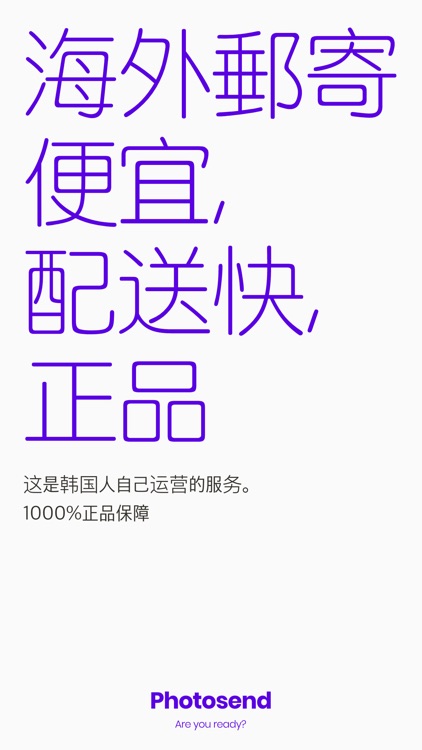 海外郵寄
便宜,
配送快,
正品
这是韩国人自己运营的服务。
1000%正品保障
Photosend
Are you ready?